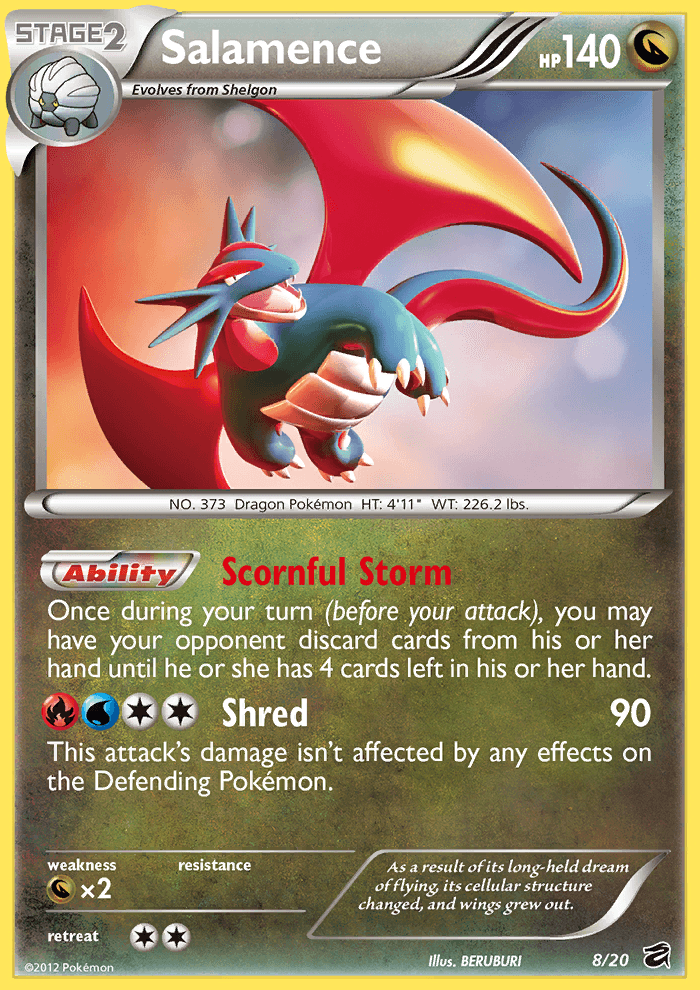 STAGE2
Salamence
HP140
Evolves from Shelgon
NO. 373 Dragon Pokémon HT: 4'11" WT: 226.2 lbs.
Ability Scornful Storm
Once during your turn (before your attack), you may
have your opponent discard cards from his or her
hand until he or she has 4 cards left in his or her hand.
Shred 90
This attack's damage isn't affected by any effects on
the Defending Pokémon.
weakness resistance
×2
retreat
As a result of its long-held dream
of flying, its cellular structure
changed, and wings grew out.
©2012 Pokémon
Illus. BERUBURI 8/20